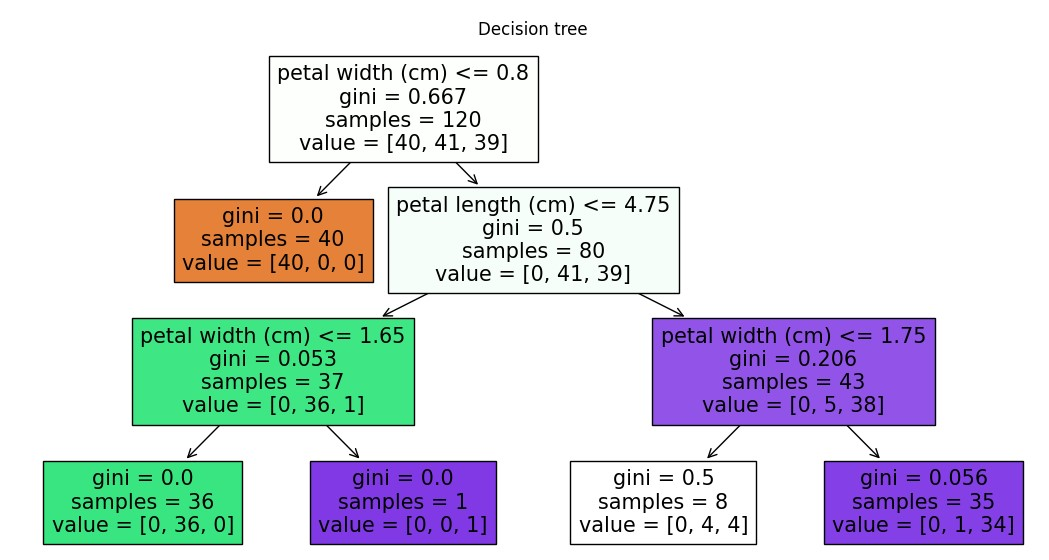 Decision tree
petal width (cm) <= 0.8
gini = 0.667
samples = 120
value = [40, 41, 39]
gini = 0.0
samples = 40
value = [40, 0, 0]
petal length (cm) <= 4.75
gini = 0.5
samples = 80
value = [0, 41, 39]
petal width (cm) <= 1.65
gini = 0.053
samples = 37
value = [0, 36, 1]
petal width (cm) <= 1.75
gini = 0.206
samples = 43
value = [0, 5, 38]
gini = 0.0
samples = 36
value = [0, 36, 0]
gini = 0.0
samples = 1
value = [0, 0, 1]
gini = 0.5
samples = 8
value = [0, 4, 4]
gini = 0.056
samples = 35
value = [0, 1, 34]